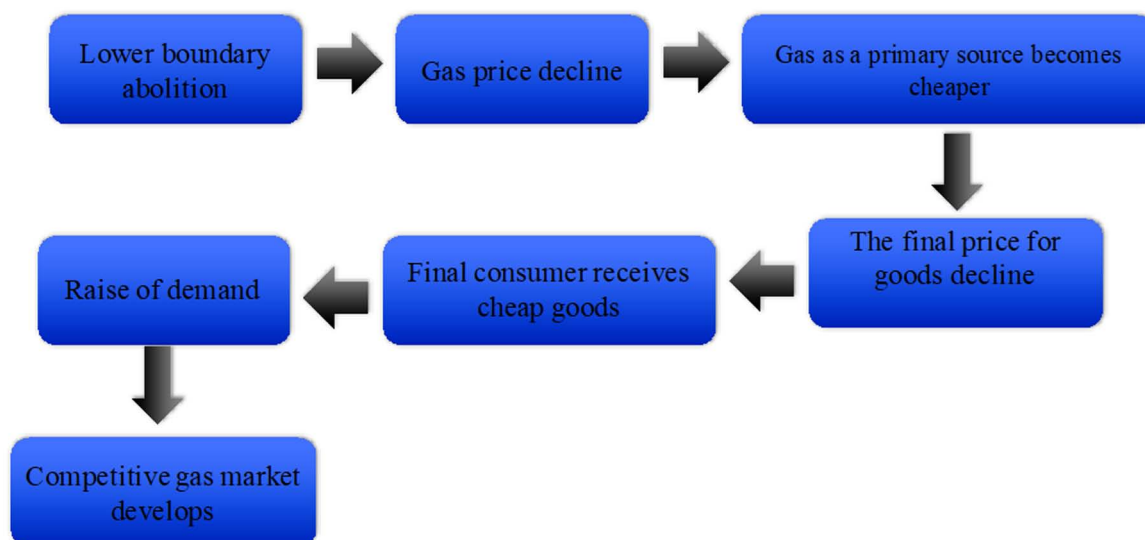 Lower boundary
abolition
Gas price decline
Gas as a primary source becomes
cheaper
The final price for
goods decline
Final consumer receives
cheap goods
Raise of demand
Competitive gas market
develops